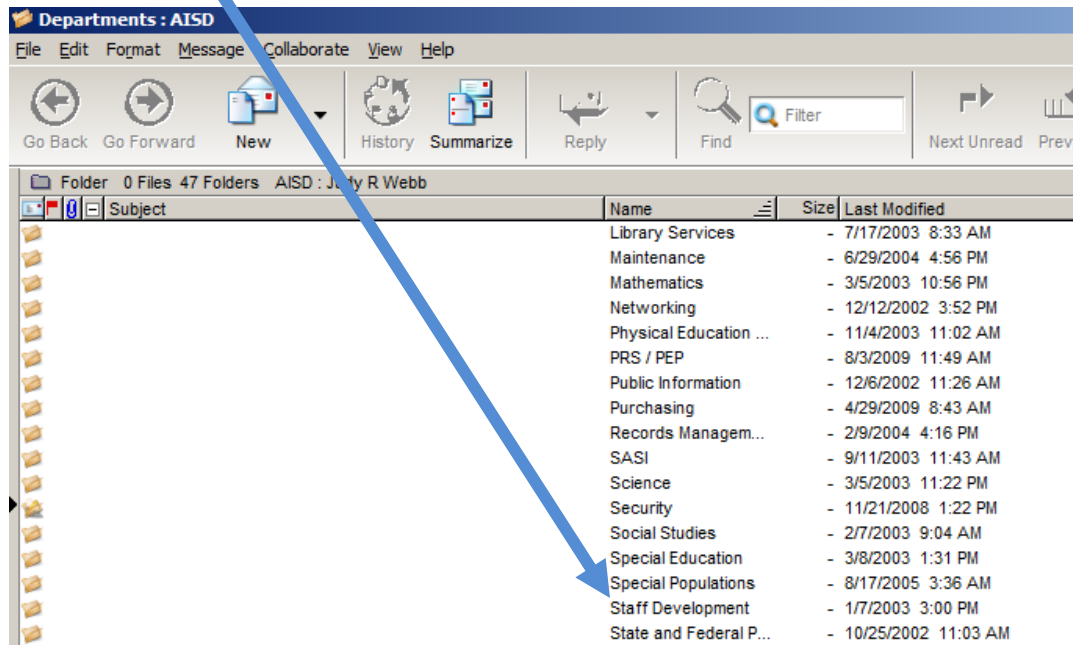 Departments : AISD
File Edit Format Message Collaborate View Help
Filter
Go Back Go Forward New History Summarize Reply Find Next Unread
Folder 0 Files 47 Folders AISD : Judy R Webb
Subject Name Size Last Modified
Library Services - 7/17/2003 8:33 AM
Maintenance - 6/29/2004 4:56 PM
Mathematics - 3/5/2003 10:56 PM
Networking - 12/12/2002 3:52 PM
Physical Education ... - 11/4/2003 11:02 AM
PRS / PEP - 8/3/2009 11:49 AM
Public Information - 12/6/2002 11:26 AM
Purchasing - 4/29/2009 8:43 AM
Records Managem... - 2/9/2004 4:16 PM
SASI - 9/11/2003 11:43 AM
Science - 3/5/2003 11:22 PM
Security - 11/21/2008 1:22 PM
Social Studies - 2/7/2003 9:04 AM
Special Education - 3/8/2003 1:31 PM
Special Populations - 8/17/2005 3:36 AM
Staff Development - 1/7/2003 3:00 PM
State and Federal P... - 10/25/2002 11:03 AM